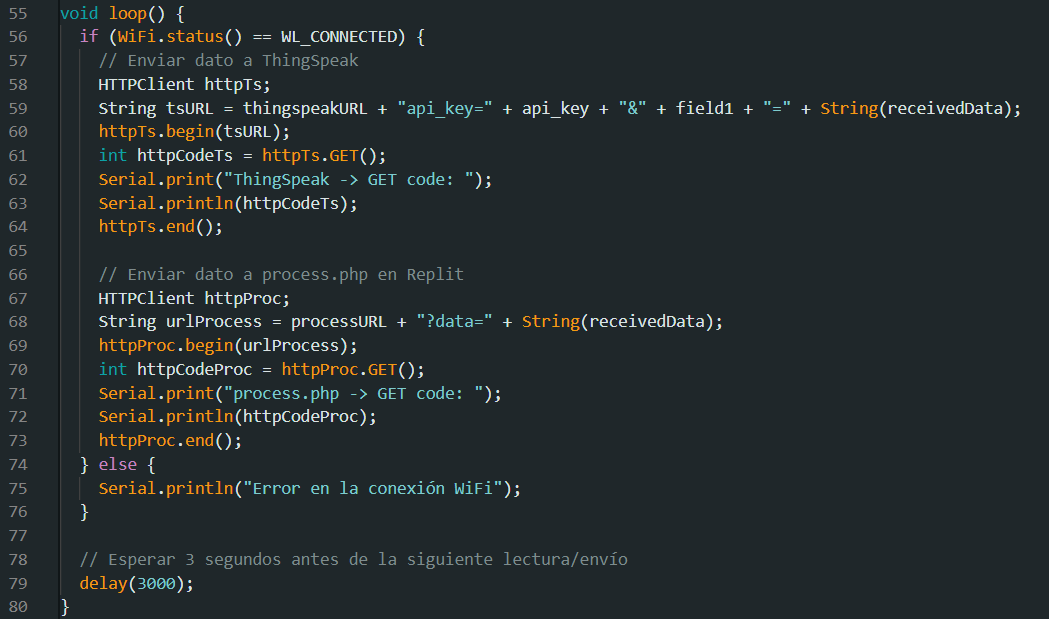 55 void loop() {
56   if (WiFi.status() == WL_CONNECTED) {
57     // Enviar dato a ThingSpeak
58     HTTPClient httpTs;
59     String tsURL = thingspeakURL + "api_key=" + api_key + "&" + field1 + "=" + String(receivedData);
60     httpTs.begin(tsURL);
61     int httpCodeTs = httpTs.GET();
62     Serial.print("ThingSpeak -> GET code: ");
63     Serial.println(httpCodeTs);
64     httpTs.end();
65
66     // Enviar dato a process.php en Replit
67     HTTPClient httpProc;
68     String urlProcess = processURL + "?data=" + String(receivedData);
69     httpProc.begin(urlProcess);
70     int httpCodeProc = httpProc.GET();
71     Serial.print("process.php -> GET code: ");
72     Serial.println(httpCodeProc);
73     httpProc.end();
74   } else {
75     Serial.println("Error en la conexión WiFi");
76   }
77
78   // Esperar 3 segundos antes de la siguiente lectura/envío
79   delay(3000);
80 }